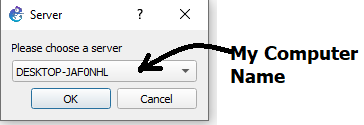 Server
Please choose a server
DESKTOP-JAF0NHL
OK
Cancel
My Computer
Name